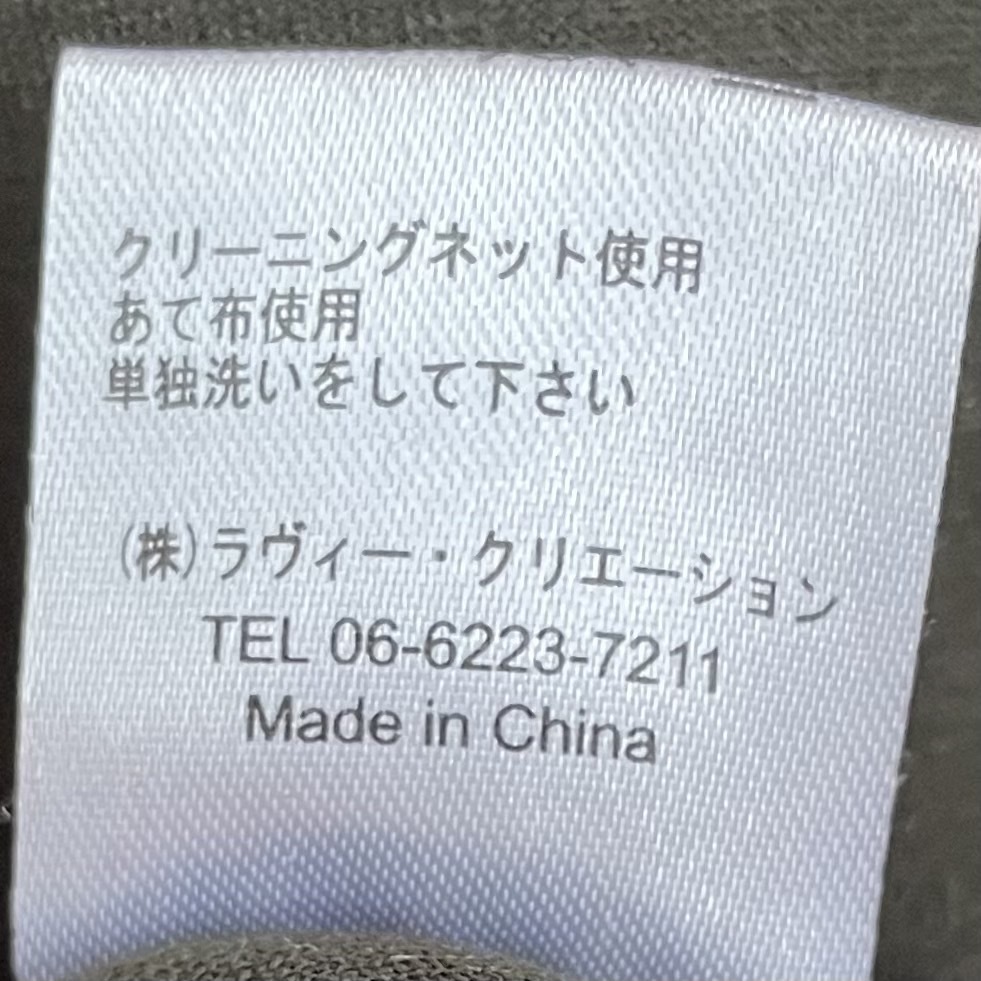 クリーニングネット使用
あて布使用
単独洗いをして下さい
(株)ラヴィー・クリエーション
TEL 06-6223-7211
Made in China